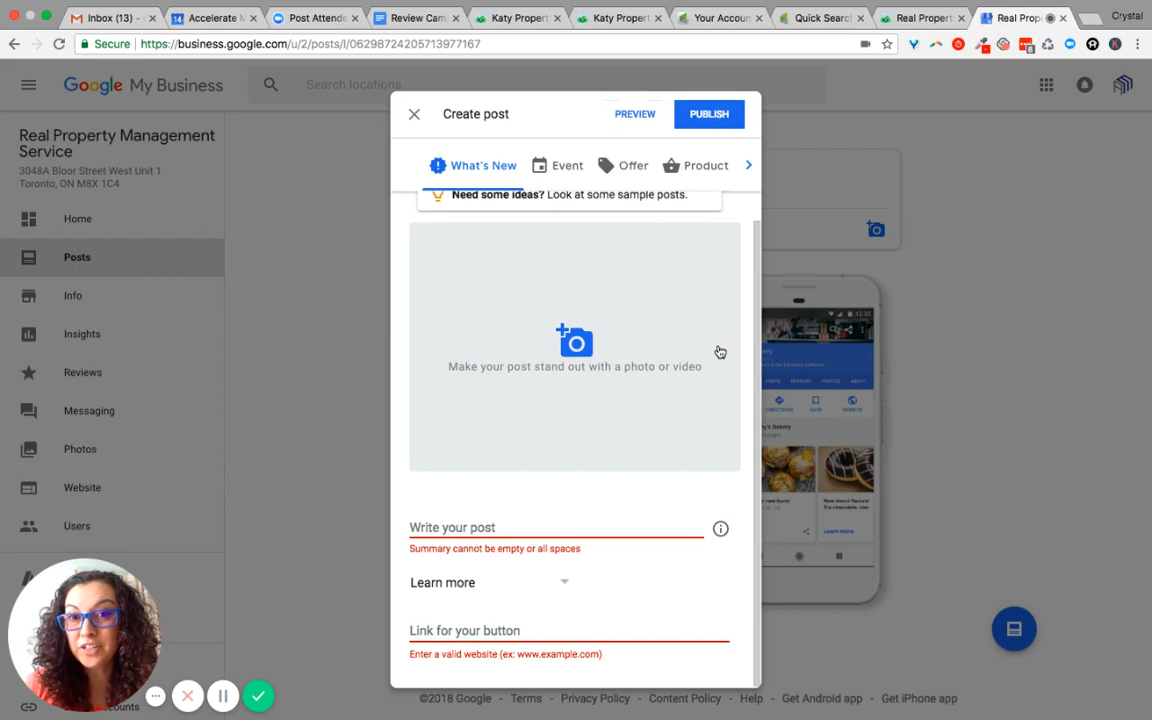 Inbox (13) -
Accelerate M
Post Attende
Review Cam
Katy Propert
Katy Propert
Your Accoun
Quick Searc
Real Propert
Real Prop
Crystal
Secure
https://business.google.com/u/2/posts/l/06298724205713977167
Google My Business
Search locations
Real Property Management
Service
3048A Bloor Street West Unit 1
Toronto, ON M8X 1C4
Home
Posts
Info
Insights
Reviews
Messaging
Photos
Website
Users
Create post
PREVIEW
PUBLISH
What's New
Event
Offer
Product
Need some ideas? Look at some sample posts.
Make your post stand out with a photo or video
Write your post
Summary cannot be empty or all spaces
Learn more
Link for your button
Enter a valid website (ex: www.example.com)
DIRECTIONS
SAVE
WEBSITE
Learn more
©2018 Google - Terms - Privacy Policy - Content Policy - Help - Get Android app - Get iPhone app